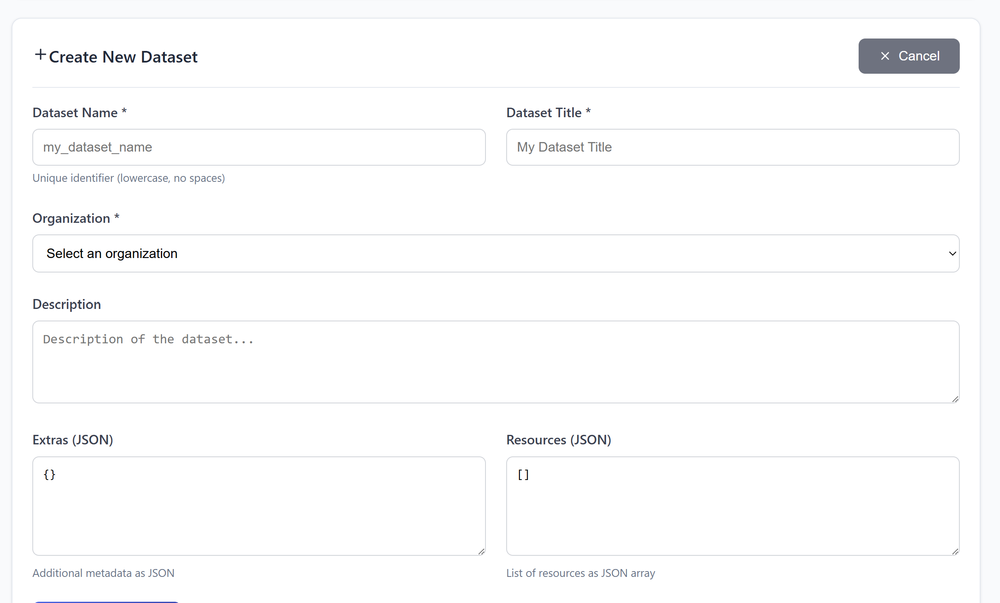 + Create New Dataset
× Cancel
Dataset Name *
Dataset Title *
my_dataset_name
My Dataset Title
Unique identifier (lowercase, no spaces)
Organization *
Select an organization
Description
Description of the dataset...
Extras (JSON)
Resources (JSON)
{}
[]
Additional metadata as JSON
List of resources as JSON array